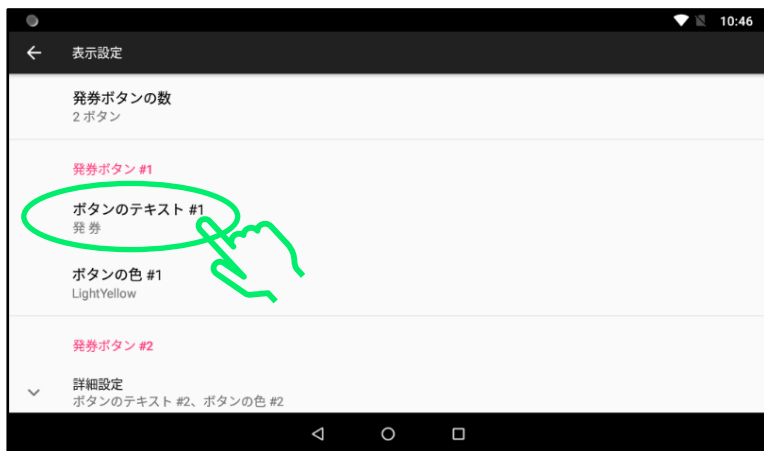 10:46
表示設定
発券ボタンの数
2 ボタン
発券ボタン #1
ボタンのテキスト #1
発 券
ボタンの色 #1
LightYellow
発券ボタン #2
詳細設定
ボタンのテキスト #2、ボタンの色 #2